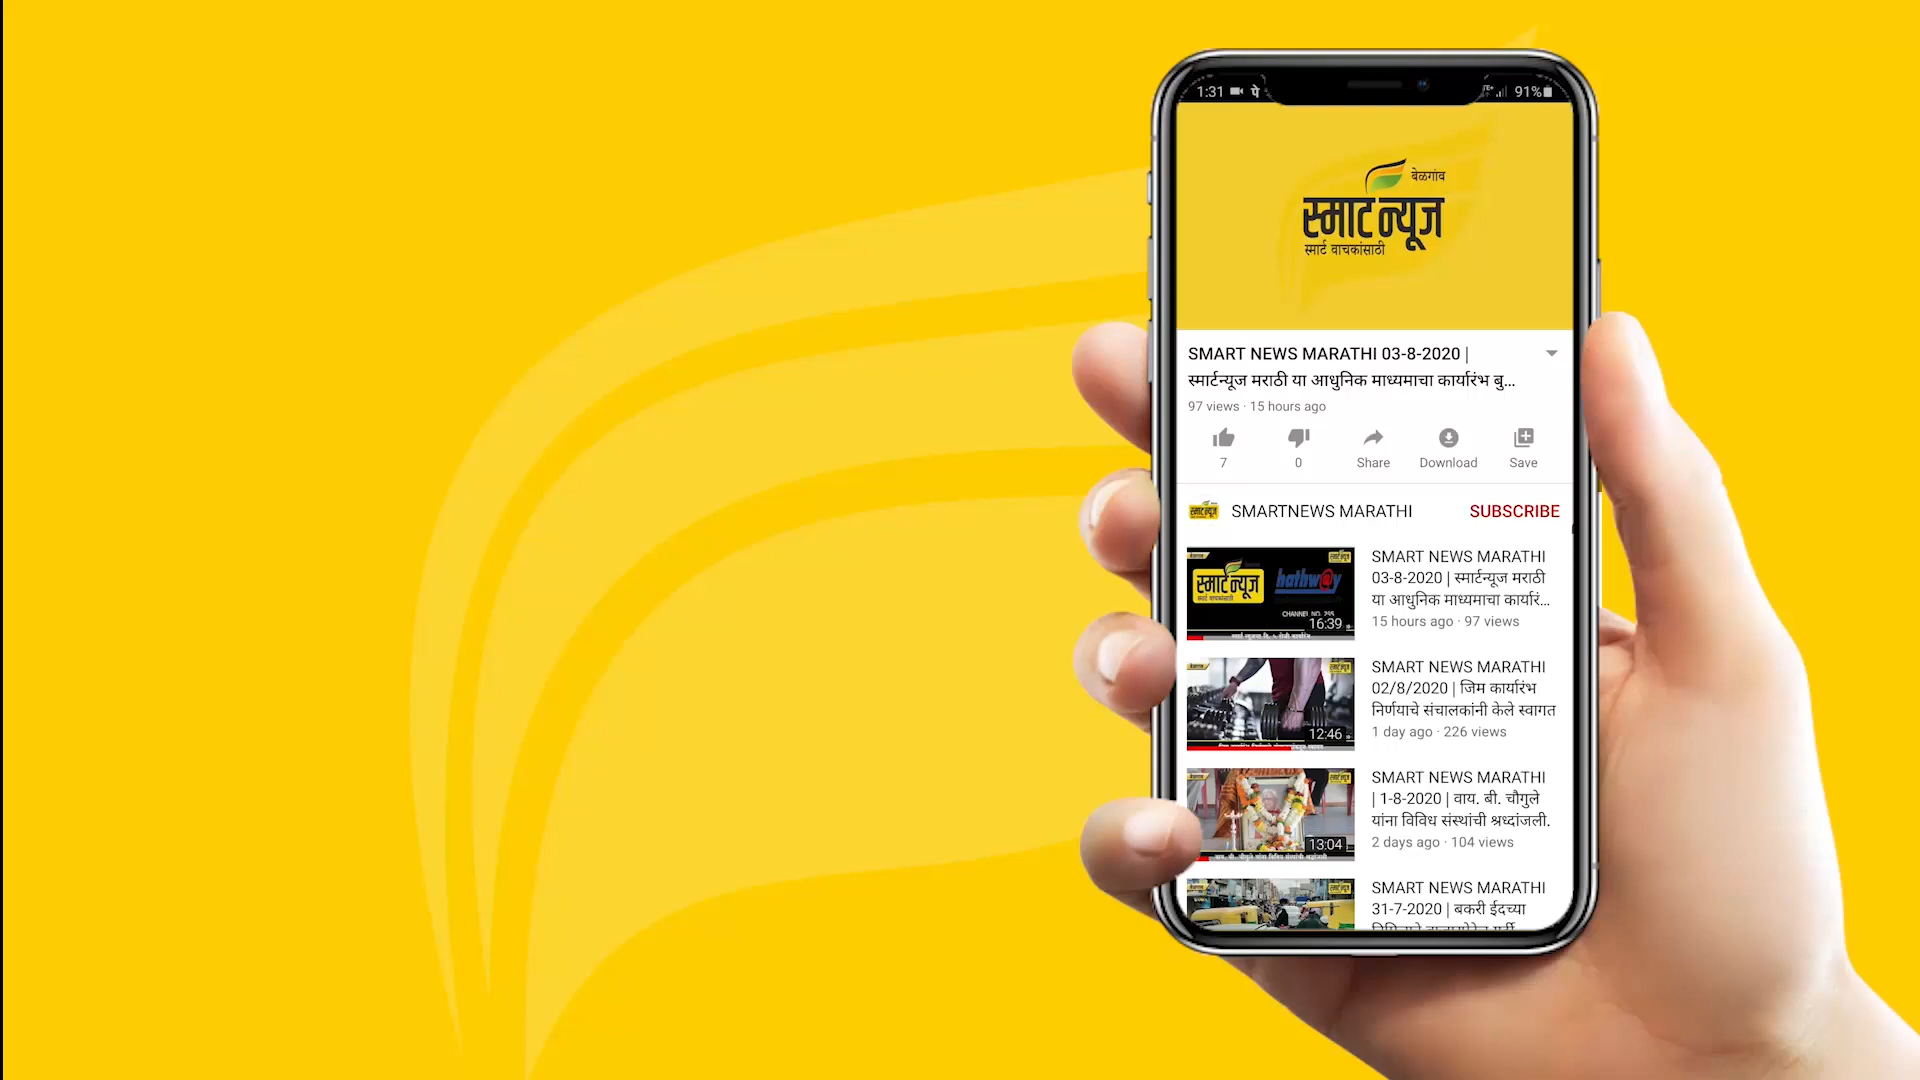 1:31
91%
बेळगांव
स्मार्ट न्यूज
स्मार्ट वाचकांसाठी
SMART NEWS MARATHI 03-8-2020 |
स्मार्टन्यूज मराठी या आधुनिक माध्यमाचा कार्यारंभ बु...
97 views · 15 hours ago
7
0
Share
Download
Save
स्मार्ट न्यूज
SMARTNEWS MARATHI
SUBSCRIBE
स्मार्ट न्यूज
स्मार्ट वाचकांसाठी
hathway
CHANNEL NO. 295
16:39
SMART NEWS MARATHI
03-8-2020 | स्मार्टन्यूज मराठी
या आधुनिक माध्यमाचा कार्यारं...
15 hours ago · 97 views
12:46
SMART NEWS MARATHI
02/8/2020 | जिम कार्यारंभ
निर्णयाचे संचालकांनी केले स्वागत
1 day ago · 226 views
13:04
SMART NEWS MARATHI
| 1-8-2020 | वाय. बी. चौगुले
यांना विविध संस्थांची श्रध्दांजली.
2 days ago · 104 views
SMART NEWS MARATHI
31-7-2020 | बकरी ईदच्या